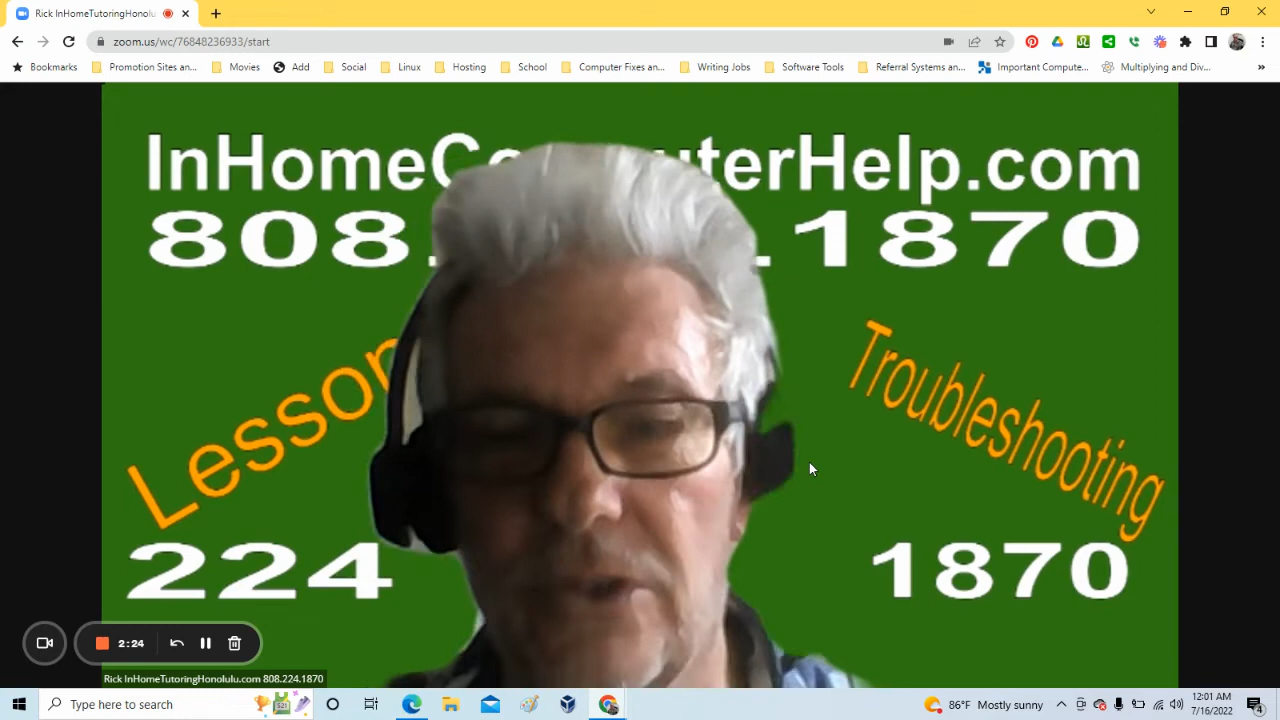 Rick InHomeTutoringHonolu
zoom.us/wc/76848236933/start
Bookmarks Promotion Sites an... Movies Add Social Linux Hosting School Computer Fixes an... Writing Jobs Software Tools Referral Systems an... Important Compute... Multiplying and Div... »
InHomeC uterHelp.com
808. .1870
Lesson
Troubleshooting
224 1870
2:24
Rick InHomeTutoringHonolulu.com 808.224.1870
Type here to search
86°F Mostly sunny
12:01 AM
7/16/2022
4